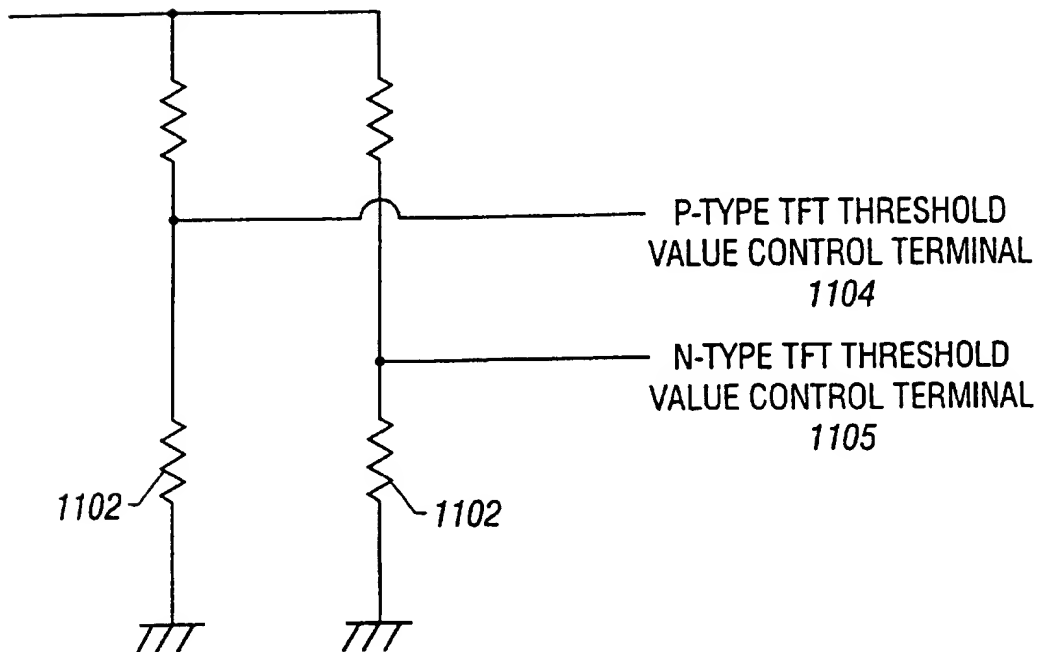 P-TYPE TFT THRESHOLD
VALUE CONTROL TERMINAL
1104
N-TYPE TFT THRESHOLD
VALUE CONTROL TERMINAL
1105
1102
1102